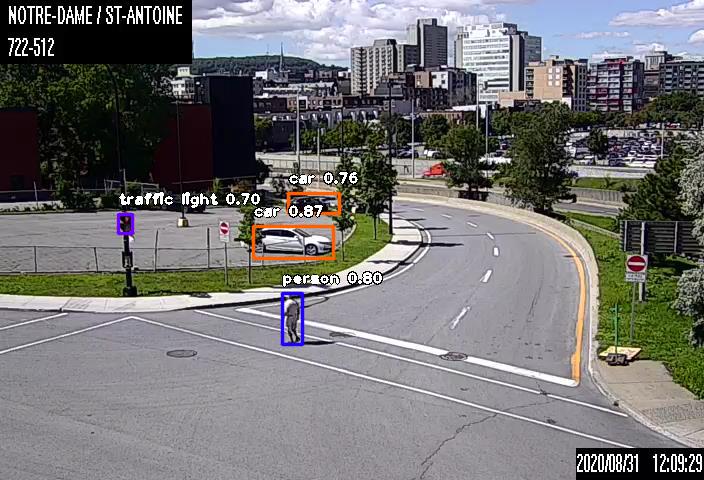 NOTRE-DAME / ST-ANTOINE
722-512
car 0.76
traffic light 0.70
car 0.87
person 0.80
2020/08/31 12:09:29